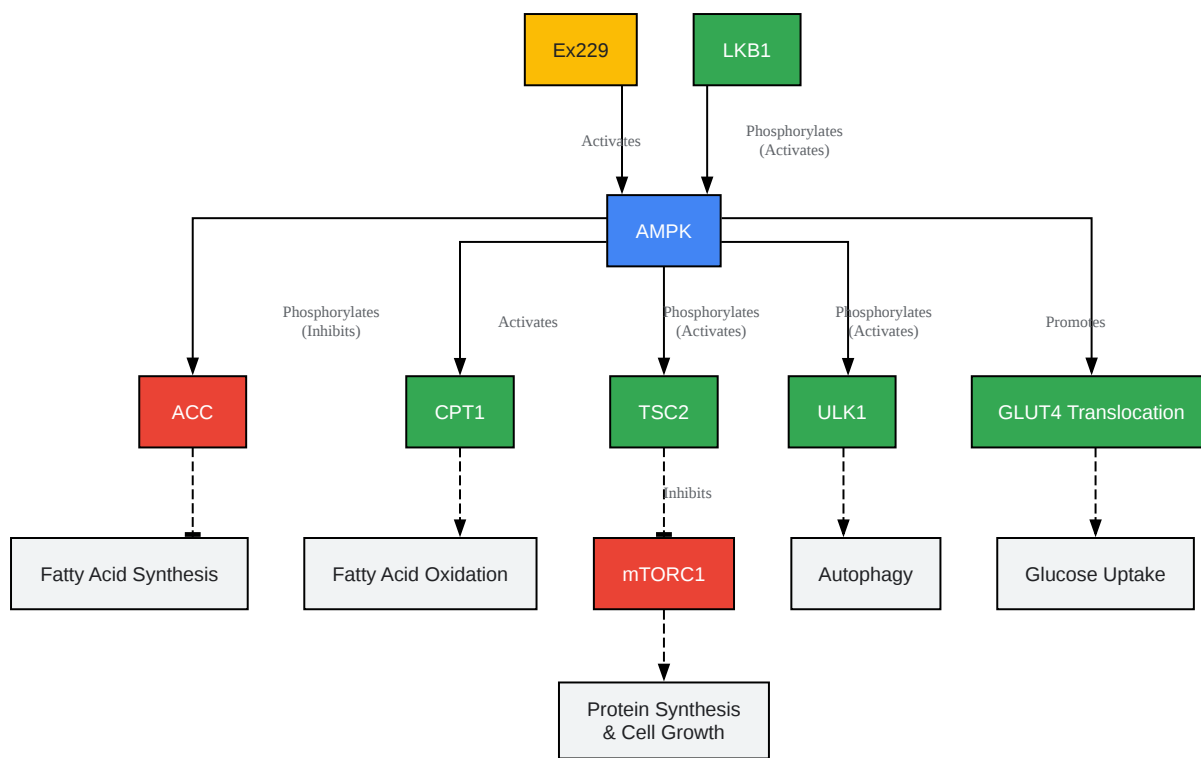 Ex229
LKB1
Activates
Phosphorylates
(Activates)
AMPK
Phosphorylates
(Inhibits)
Activates
Phosphorylates
(Activates)
Phosphorylates
(Activates)
Promotes
ACC
CPT1
TSC2
ULK1
GLUT4 Translocation
Inhibits
Fatty Acid Synthesis
Fatty Acid Oxidation
mTORC1
Autophagy
Glucose Uptake
Protein Synthesis
& Cell Growth